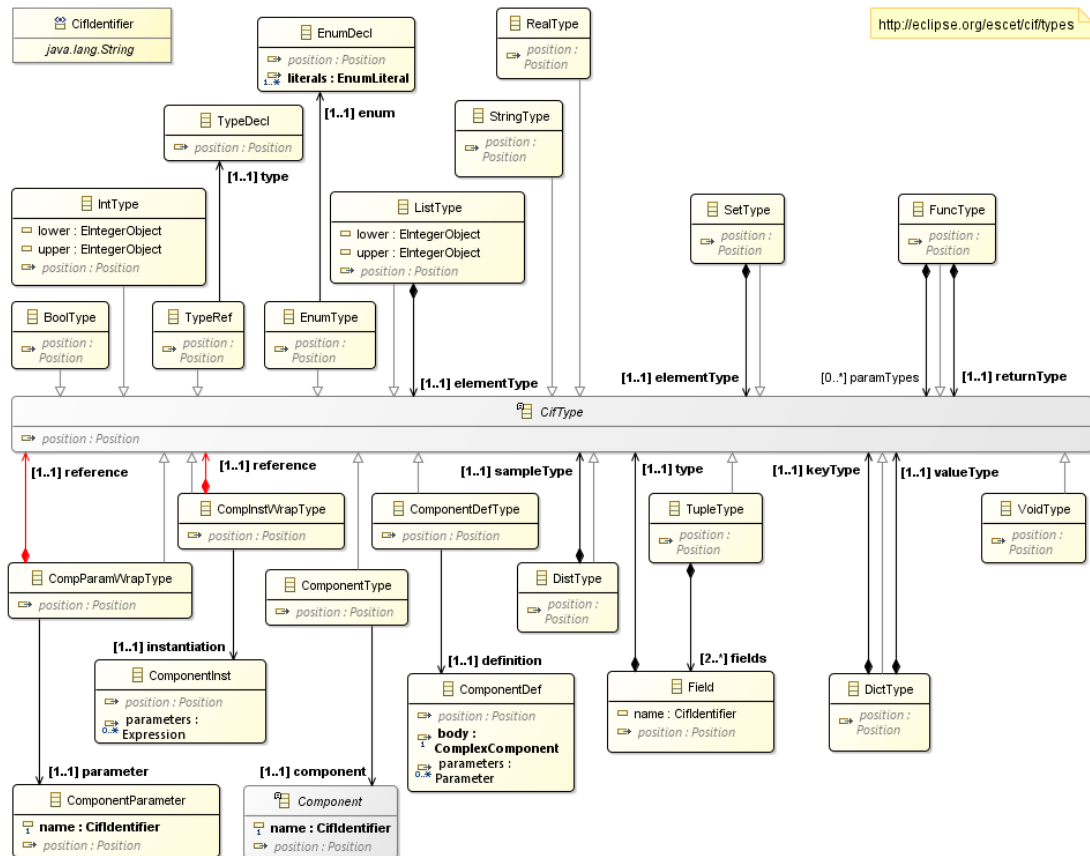 CifIdentifier
java.lang.String
EnumDecl
position : Position
1..* literals : EnumLiteral
RealType
position :
Position
http://eclipse.org/escet/cif/types
[1..1] enum
TypeDecl
position : Position
StringType
position :
Position
[1..1] type
IntType
lower : EIntegerObject
upper : EIntegerObject
position : Position
ListType
lower : EIntegerObject
upper : EIntegerObject
position : Position
SetType
position :
Position
FuncType
position :
Position
BoolType
position :
Position
TypeRef
position :
Position
EnumType
position :
Position
[1..1] elementType
[1..1] elementType
[0..*] paramTypes
[1..1] returnType
CifType
position : Position
[1..1] reference
[1..1] reference
[1..1] sampleType
[1..1] type
[1..1] keyType
[1..1] valueType
CompInstWrapType
position : Position
ComponentDefType
position : Position
TupleType
position :
Position
VoidType
position :
Position
CompParamWrapType
position : Position
ComponentType
position : Position
DistType
position :
Position
[1..1] instantiation
[1..1] definition
[2..*] fields
ComponentInst
position : Position
0..* parameters :
Expression
ComponentDef
position : Position
1 body :
ComplexComponent
0..* parameters :
Parameter
Field
name : CifIdentifier
position : Position
DictType
position :
Position
[1..1] parameter
[1..1] component
ComponentParameter
1 name : CifIdentifier
position : Position
Component
1 name : CifIdentifier
position : Position